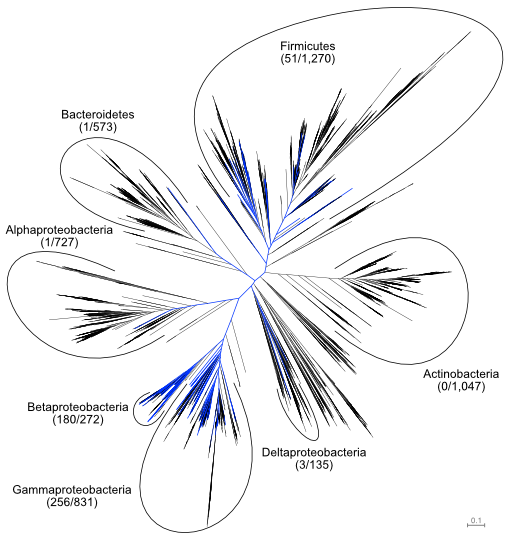 Firmicutes
(51/1,270)
Bacteroidetes
(1/573)
Alphaproteobacteria
(1/727)
Actinobacteria
(0/1,047)
Betaproteobacteria
(180/272)
Deltaproteobacteria
(3/135)
Gammaproteobacteria
(256/831)
0.1